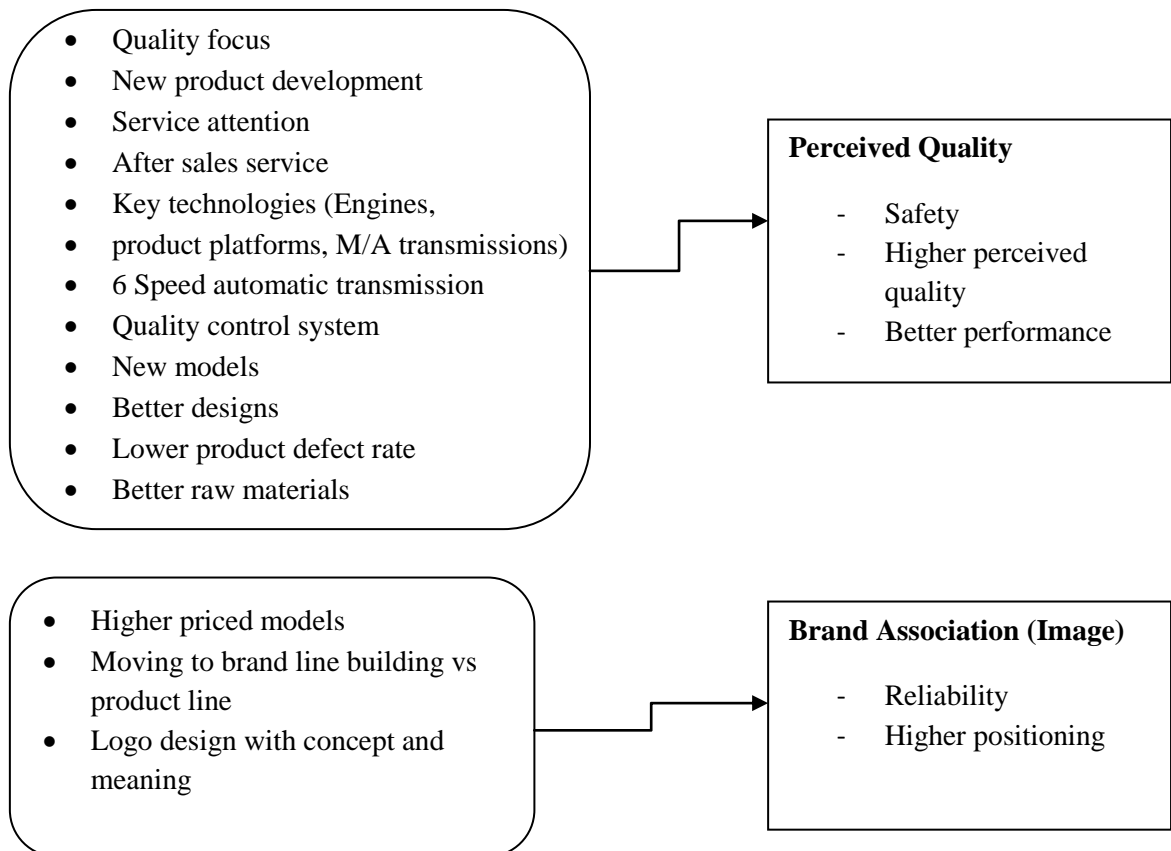 • Quality focus
• New product development
• Service attention
• After sales service
• Key technologies (Engines,
• product platforms, M/A transmissions)
• 6 Speed automatic transmission
• Quality control system
• New models
• Better designs
• Lower product defect rate
• Better raw materials
Perceived Quality
- Safety
- Higher perceived
quality
- Better performance
• Higher priced models
• Moving to brand line building vs
product line
• Logo design with concept and
meaning
Brand Association (Image)
- Reliability
- Higher positioning